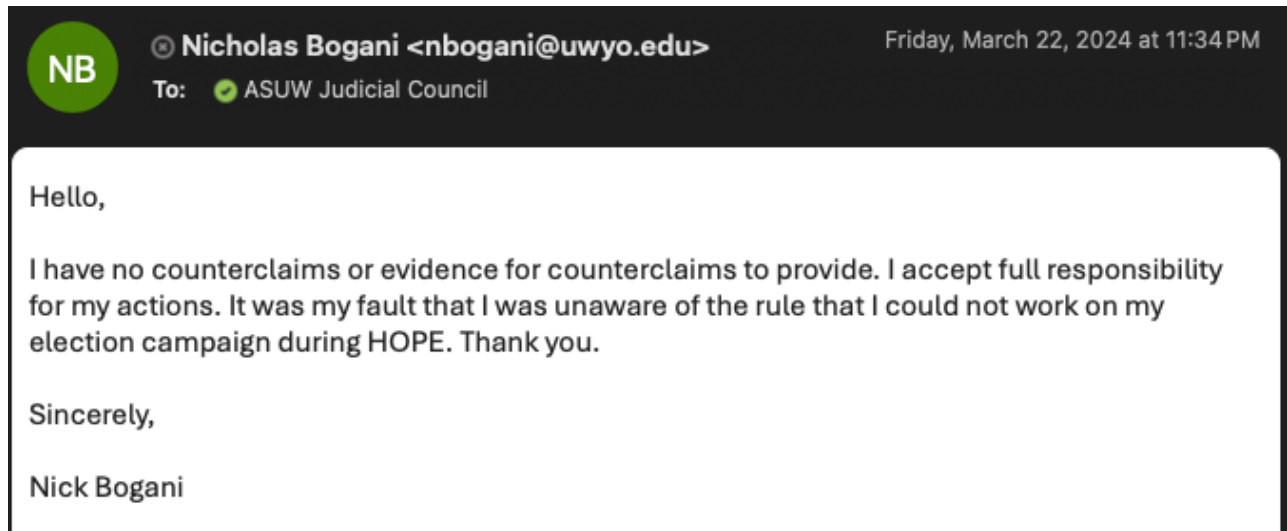 NB
Nicholas Bogani <nbogani@uwyo.edu>
Friday, March 22, 2024 at 11:34 PM
To: ASUW Judicial Council
Hello,
I have no counterclaims or evidence for counterclaims to provide. I accept full responsibility
for my actions. It was my fault that I was unaware of the rule that I could not work on my
election campaign during HOPE. Thank you.
Sincerely,
Nick Bogani